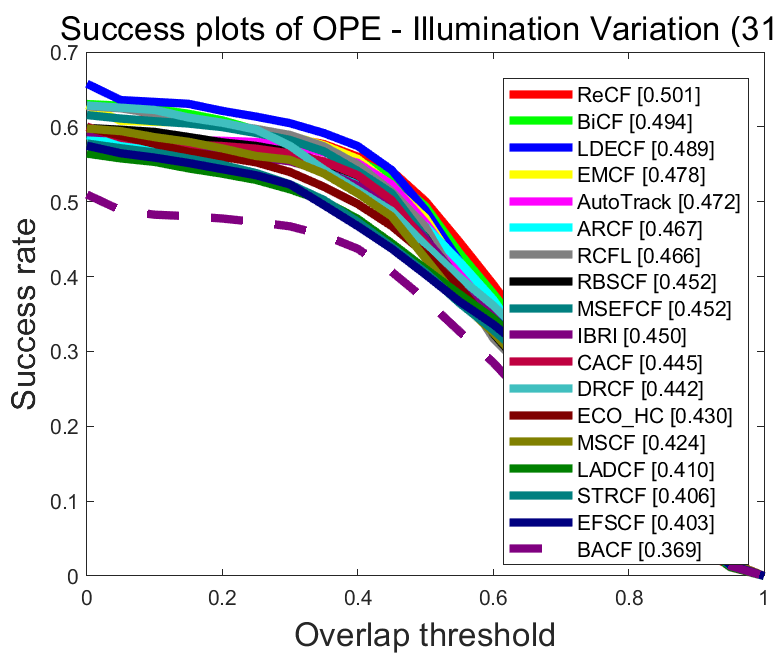 Success plots of OPE - Illumination Variation (31
0.7
0.6
0.5
0.4
0.3
0.2
0.1
0
Success rate
ReCF [0.501]
BiCF [0.494]
LDECF [0.489]
EMCF [0.478]
AutoTrack [0.472]
ARCF [0.467]
RCFL [0.466]
RBSCF [0.452]
MSEFCF [0.452]
IBRI [0.450]
CACF [0.445]
DRCF [0.442]
ECO_HC [0.430]
MSCF [0.424]
LADCF [0.410]
STRCF [0.406]
EFSCF [0.403]
BACF [0.369]
0 0.2 0.4 0.6 0.8 1
Overlap threshold